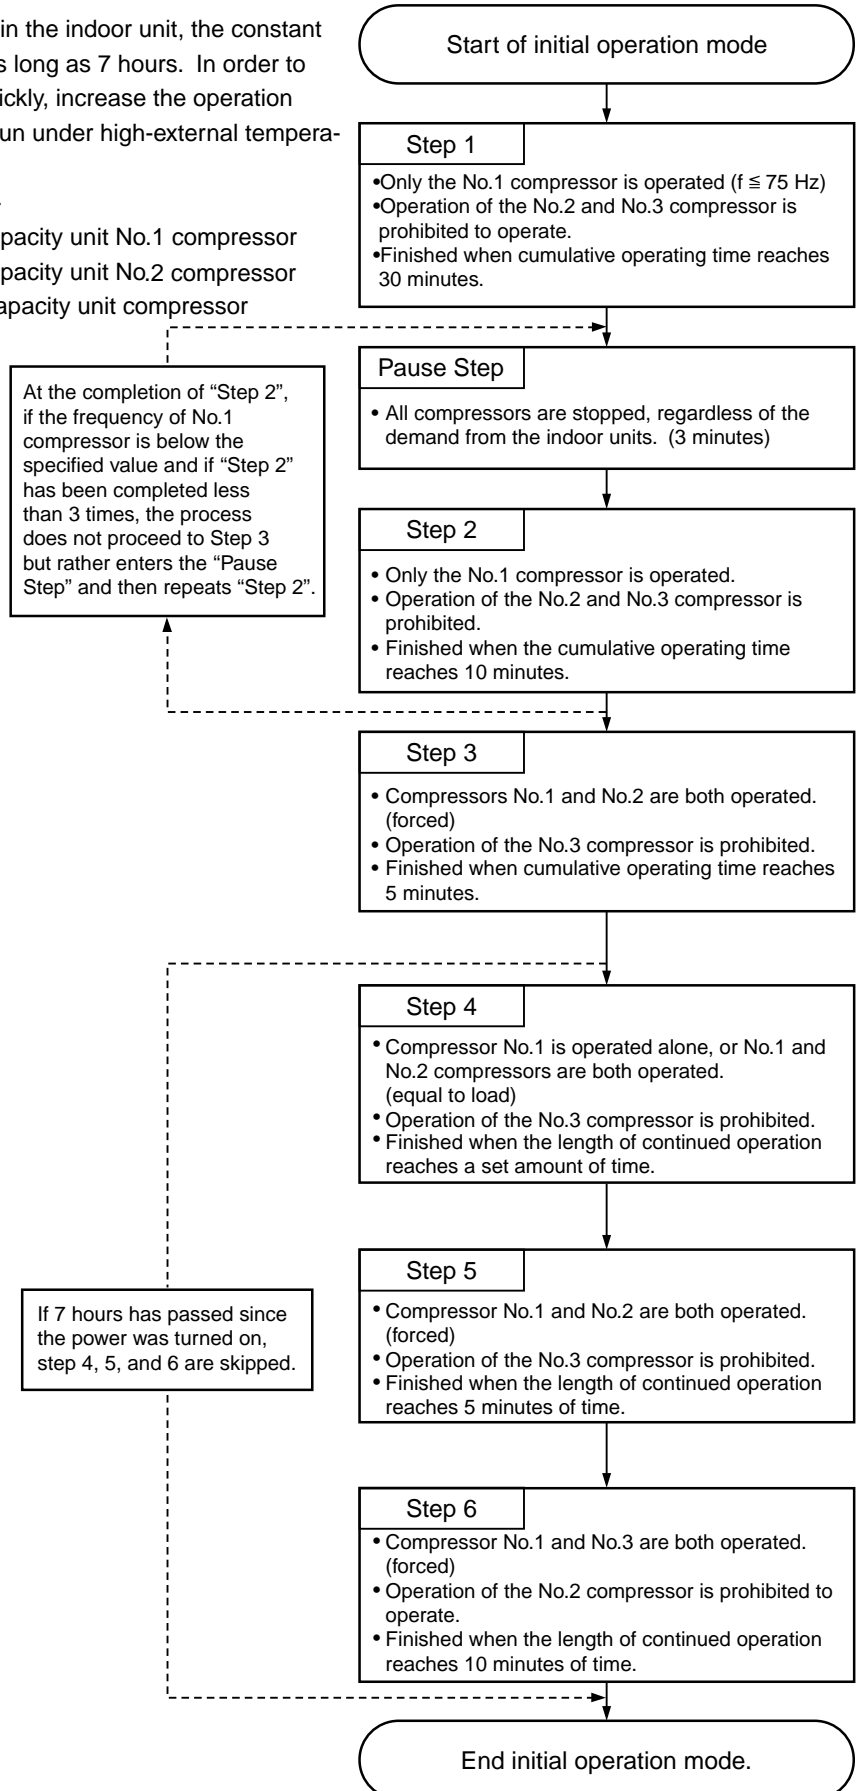 in the indoor unit, the constant
s long as 7 hours. In order to
ickly, increase the operation
un under high-external tempera-
.
pacity unit No.1 compressor
pacity unit No.2 compressor
apacity unit compressor
Start of initial operation mode
Step 1
•Only the No.1 compressor is operated (f ≦ 75 Hz)
•Operation of the No.2 and No.3 compressor is
prohibited to operate.
•Finished when cumulative operating time reaches
30 minutes.
Pause Step
• All compressors are stopped, regardless of the
demand from the indoor units. (3 minutes)
At the completion of “Step 2”,
if the frequency of No.1
compressor is below the
specified value and if “Step 2”
has been completed less
than 3 times, the process
does not proceed to Step 3
but rather enters the “Pause
Step” and then repeats “Step 2”.
Step 2
• Only the No.1 compressor is operated.
• Operation of the No.2 and No.3 compressor is
prohibited.
• Finished when the cumulative operating time
reaches 10 minutes.
Step 3
• Compressors No.1 and No.2 are both operated.
(forced)
• Operation of the No.3 compressor is prohibited.
• Finished when cumulative operating time reaches
5 minutes.
Step 4
• Compressor No.1 is operated alone, or No.1 and
No.2 compressors are both operated.
(equal to load)
• Operation of the No.3 compressor is prohibited.
• Finished when the length of continued operation
reaches a set amount of time.
Step 5
• Compressor No.1 and No.2 are both operated.
(forced)
• Operation of the No.3 compressor is prohibited.
• Finished when the length of continued operation
reaches 5 minutes of time.
If 7 hours has passed since
the power was turned on,
step 4, 5, and 6 are skipped.
Step 6
• Compressor No.1 and No.3 are both operated.
(forced)
• Operation of the No.2 compressor is prohibited to
operate.
• Finished when the length of continued operation
reaches 10 minutes of time.
End initial operation mode.